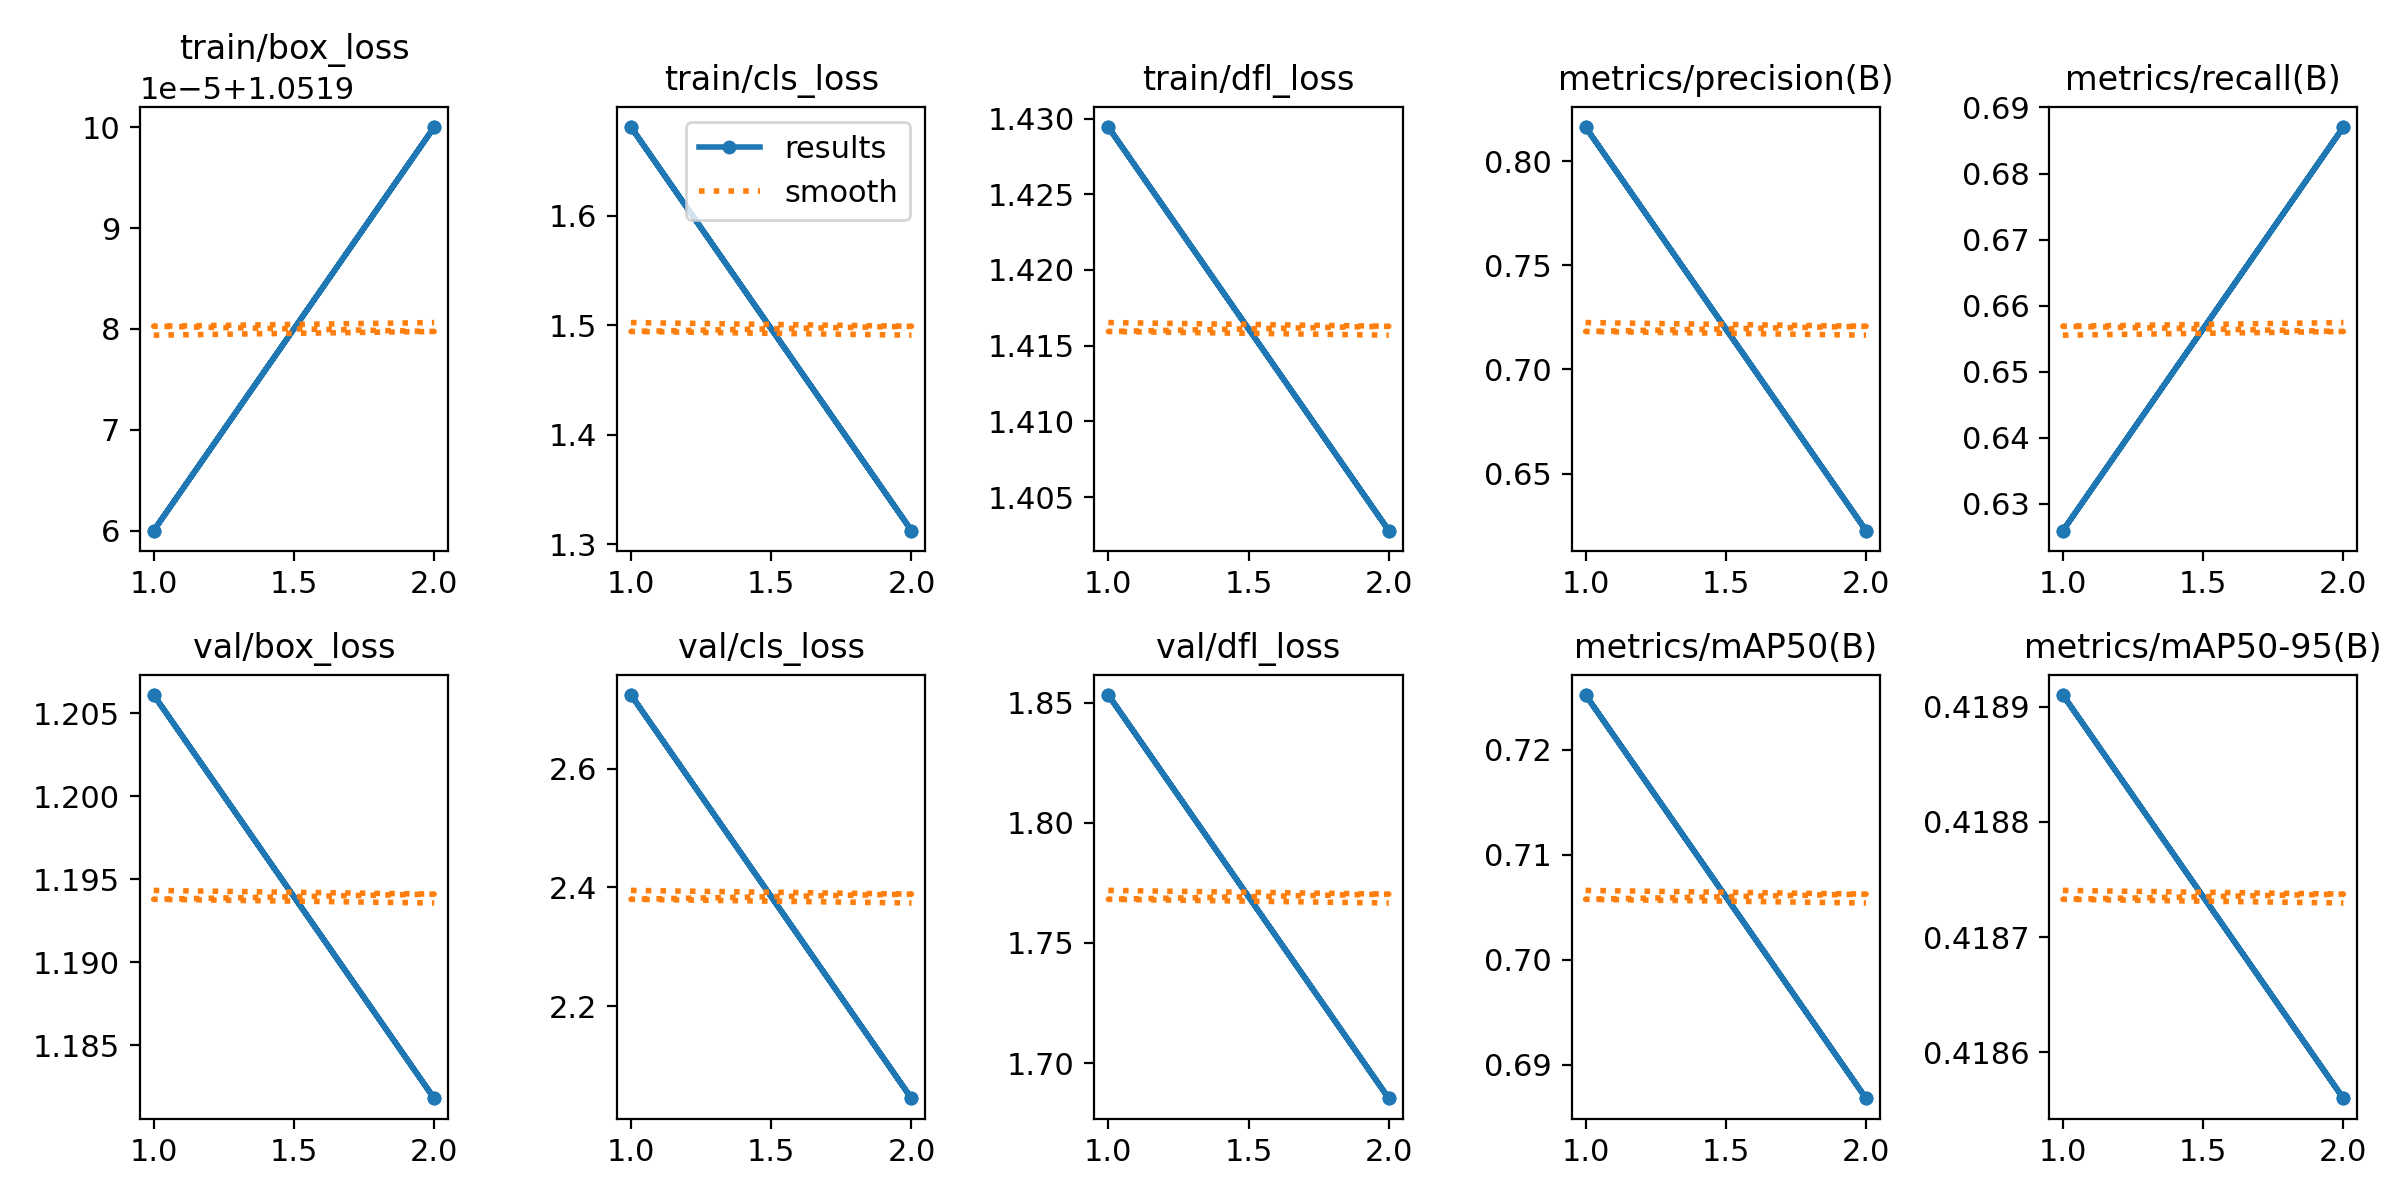 train/box_loss
1e−5+1.0519
10
9
8
7
6
1.0 1.5 2.0
train/cls_loss
results
smooth
1.6
1.5
1.4
1.3
1.0 1.5 2.0
train/dfl_loss
1.430
1.425
1.420
1.415
1.410
1.405
1.0 1.5 2.0
metrics/precision(B)
0.80
0.75
0.70
0.65
1.0 1.5 2.0
metrics/recall(B)
0.69
0.68
0.67
0.66
0.65
0.64
0.63
1.0 1.5 2.0
val/box_loss
1.205
1.200
1.195
1.190
1.185
1.0 1.5 2.0
val/cls_loss
2.6
2.4
2.2
1.0 1.5 2.0
val/dfl_loss
1.85
1.80
1.75
1.70
1.0 1.5 2.0
metrics/mAP50(B)
0.72
0.71
0.70
0.69
1.0 1.5 2.0
metrics/mAP50-95(B)
0.4189
0.4188
0.4187
0.4186
1.0 1.5 2.0